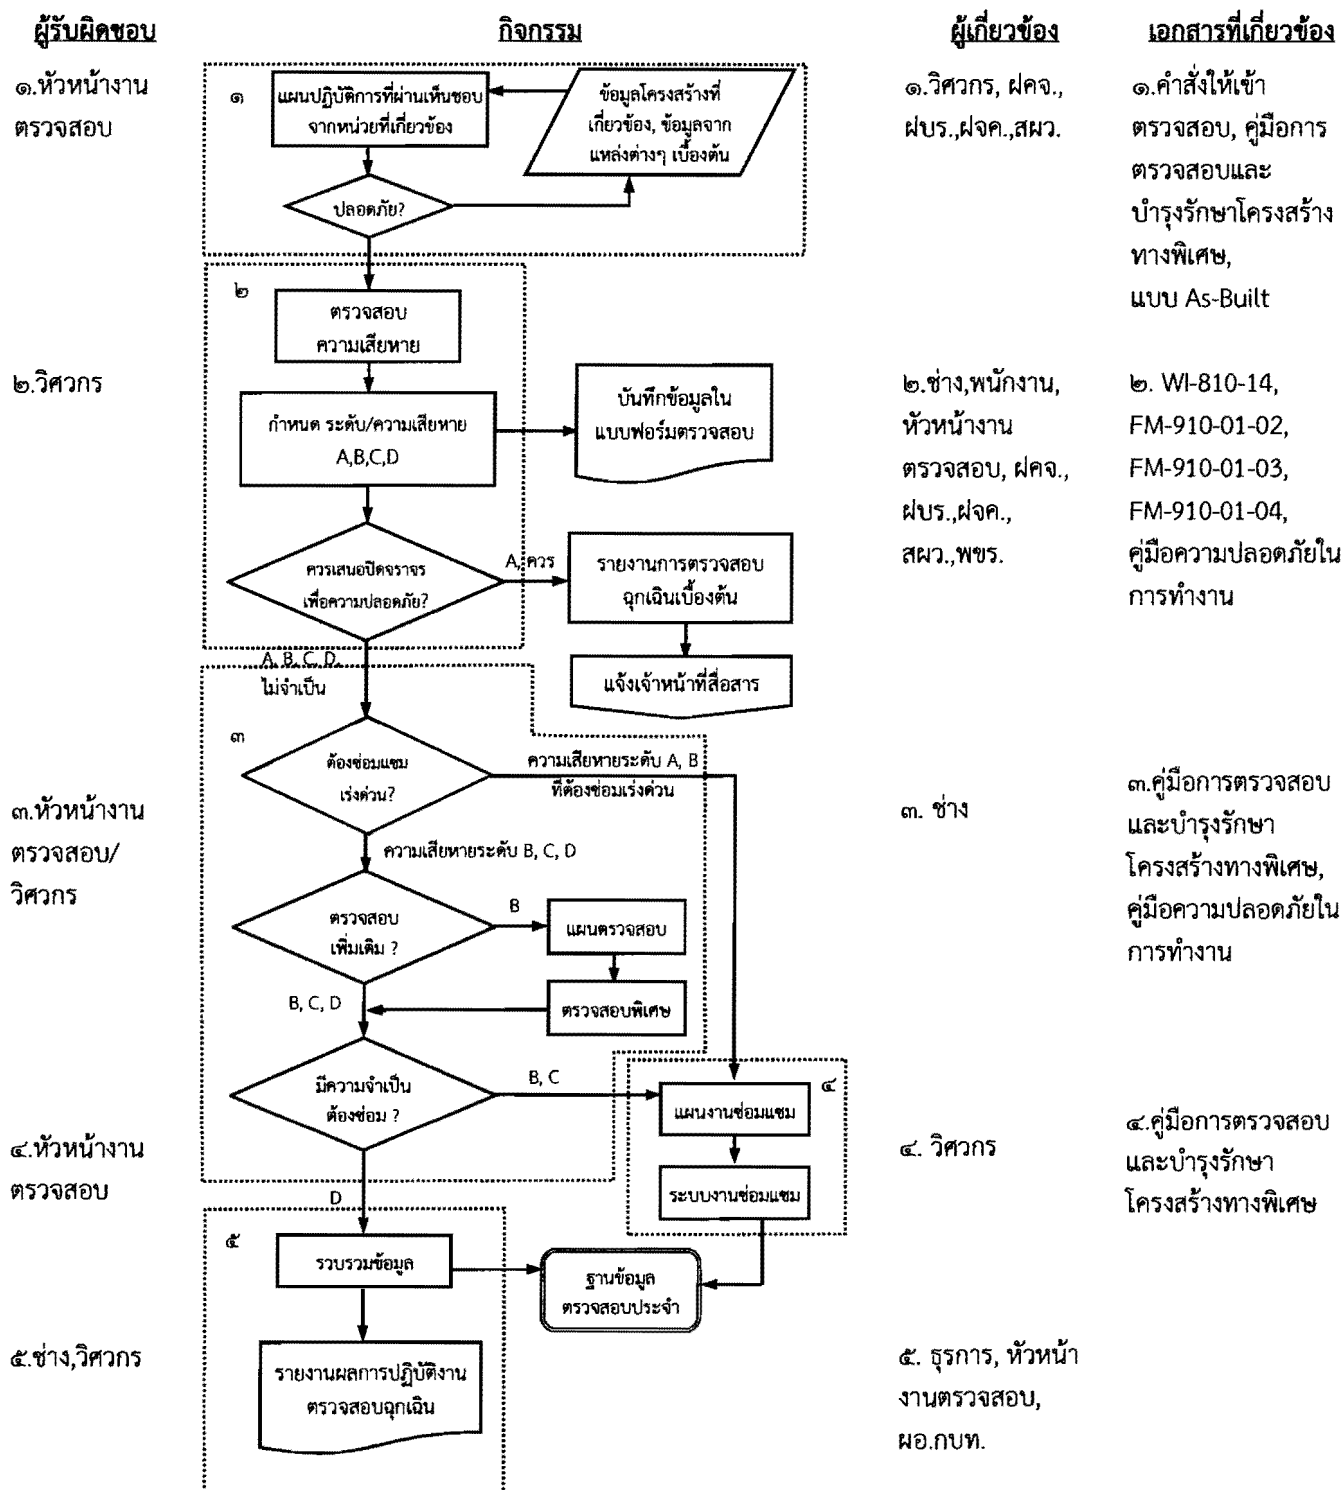 ผู้รับผิดชอบ
กิจกรรม
ผู้เกี่ยวข้อง
เอกสารที่เกี่ยวข้อง
๑.หัวหน้างาน
ตรวจสอบ
๑
แผนปฏิบัติการที่ผ่านเห็นชอบ
จากหน่วยที่เกี่ยวข้อง
ข้อมูลโครงสร้างที่
เกี่ยวข้อง, ข้อมูลจาก
แหล่งต่างๆ เบื้องต้น
ปลอดภัย?
๑.วิศวกร, ฝคจ.,
ฝบร.,ฝจค.,สผว.
๑.คำสั่งให้เข้า
ตรวจสอบ, คู่มือการ
ตรวจสอบและ
บำรุงรักษาโครงสร้าง
ทางพิเศษ,
แบบ As-Built
๒.วิศวกร
๒
ตรวจสอบ
ความเสียหาย
กำหนด ระดับ/ความเสียหาย
A,B,C,D
บันทึกข้อมูลใน
แบบฟอร์มตรวจสอบ
ควรเสนอปิดจราจร
เพื่อความปลอดภัย?
A, ควร
รายงานการตรวจสอบ
ฉุกเฉินเบื้องต้น
แจ้งเจ้าหน้าที่สื่อสาร
A, B, C, D,
ไม่จำเป็น
๒.ช่าง,พนักงาน,
หัวหน้างาน
ตรวจสอบ, ฝคจ.,
ฝบร.,ฝจค.,
สผว.,พขร.
๒. WI-810-14,
FM-910-01-02,
FM-910-01-03,
FM-910-01-04,
คู่มือความปลอดภัยใน
การทำงาน
๓.หัวหน้างาน
ตรวจสอบ/
วิศวกร
๓
ต้องซ่อมแซม
เร่งด่วน?
ความเสียหายระดับ A, B
ที่ต้องซ่อมเร่งด่วน
ความเสียหายระดับ B, C, D
ตรวจสอบ
เพิ่มเติม ?
B
แผนตรวจสอบ
ตรวจสอบพิเศษ
B, C, D
มีความจำเป็น
ต้องซ่อม ?
B, C
๓. ช่าง
๓.คู่มือการตรวจสอบ
และบำรุงรักษา
โครงสร้างทางพิเศษ,
คู่มือความปลอดภัยใน
การทำงาน
๔.หัวหน้างาน
ตรวจสอบ
๔
แผนงานซ่อมแซม
ระบบงานซ่อมแซม
D
๔. วิศวกร
๔.คู่มือการตรวจสอบ
และบำรุงรักษา
โครงสร้างทางพิเศษ
๕.ช่าง,วิศวกร
๕
รวบรวมข้อมูล
ฐานข้อมูล
ตรวจสอบประจำ
รายงานผลการปฏิบัติงาน
ตรวจสอบฉุกเฉิน
๕. ธุรการ, หัวหน้า
งานตรวจสอบ,
ผอ.กบท.